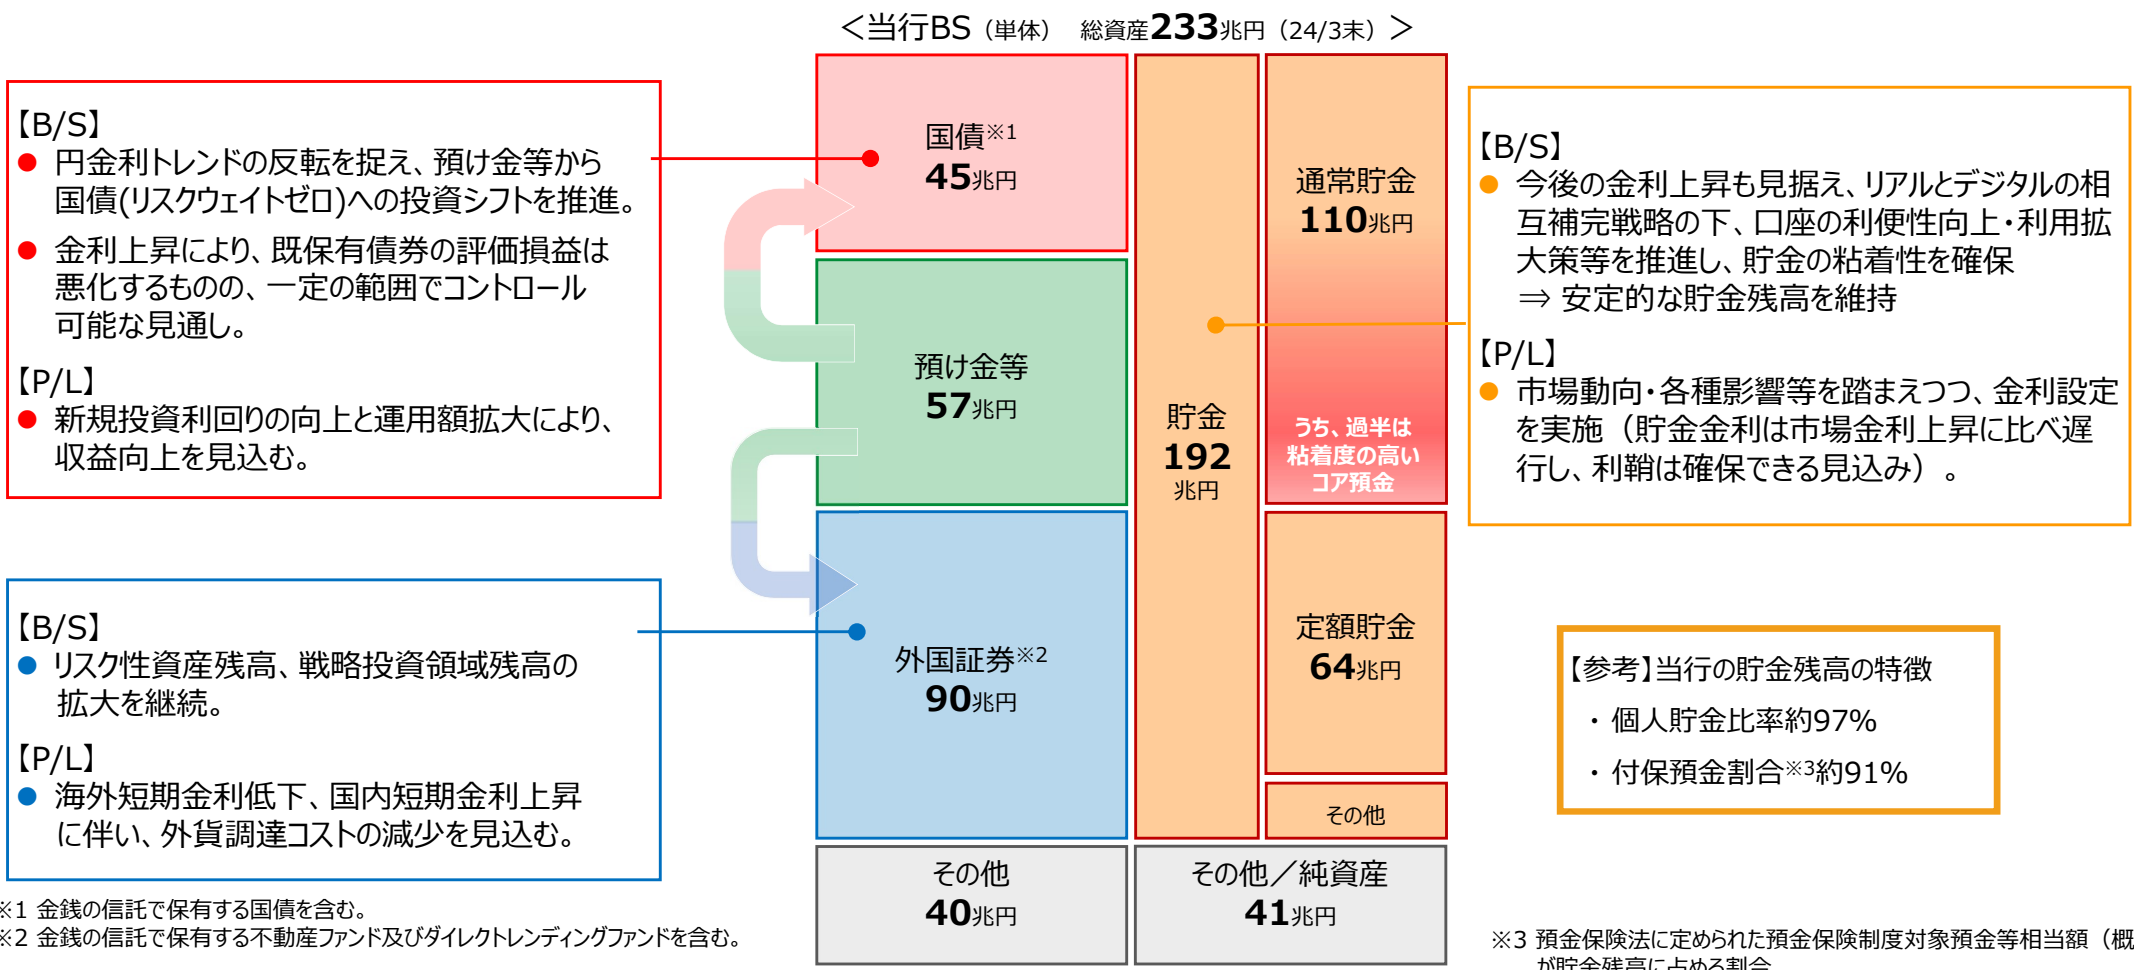 ＜当行BS（単体）　総資産233兆円（24/3末）＞
【B/S】
● 円金利トレンドの反転を捉え、預け金等から
国債(リスクウェイトゼロ)への投資シフトを推進。
● 金利上昇により、既保有債券の評価損益は
悪化するものの、一定の範囲でコントロール
可能な見通し。
【P/L】
● 新規投資利回りの向上と運用額拡大により、
収益向上を見込む。
【B/S】
● リスク性資産残高、戦略投資領域残高の
拡大を継続。
【P/L】
● 海外短期金利低下、国内短期金利上昇
に伴い、外貨調達コストの減少を見込む。
国債※1
45兆円
預け金等
57兆円
外国証券※2
90兆円
その他
40兆円
貯金
192
兆円
通常貯金
110兆円
うち、過半は
粘着度の高い
コア預金
定額貯金
64兆円
その他
その他／純資産
41兆円
【B/S】
● 今後の金利上昇も見据え、リアルとデジタルの相
互補完戦略の下、口座の利便性向上・利用拡
大策等を推進し、貯金の粘着性を確保
⇒ 安定的な貯金残高を維持
【P/L】
● 市場動向・各種影響等を踏まえつつ、金利設定
を実施（貯金金利は市場金利上昇に比べ遅
行し、利鞘は確保できる見込み）。
【参考】当行の貯金残高の特徴
・ 個人貯金比率約97%
・ 付保預金割合※3約91%
※1 金銭の信託で保有する国債を含む。
※2 金銭の信託で保有する不動産ファンド及びダイレクトレンディングファンドを含む。
※3 預金保険法に定められた預金保険制度対象預金等相当額（概
が貯金残高に占める割合